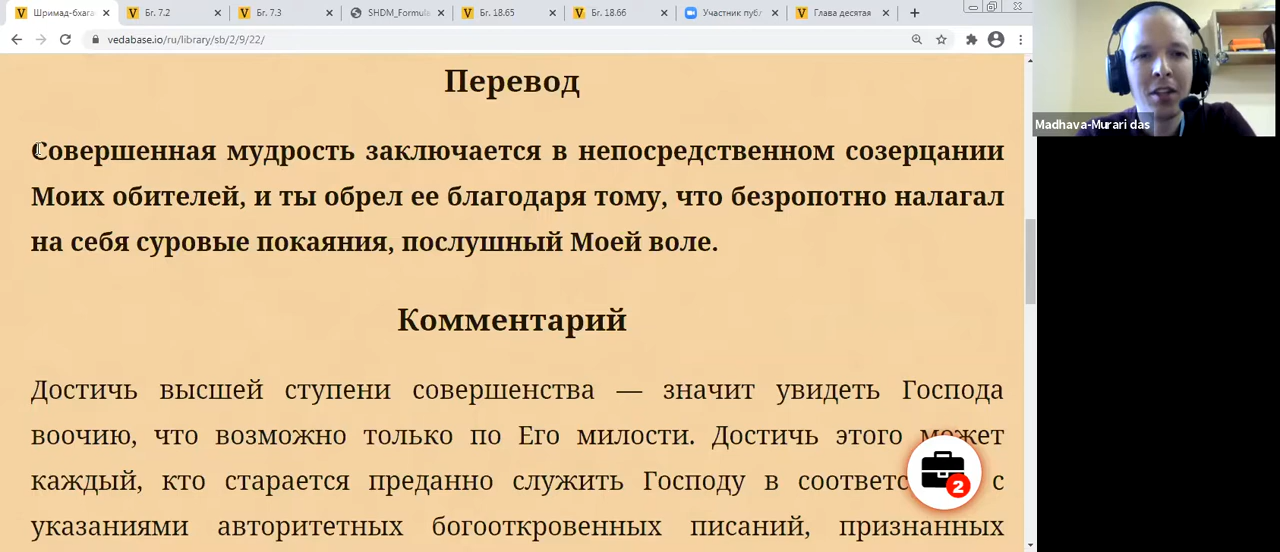 Шримад-бхага
Бг. 7.2
Бг. 7.3
SHDM_Formula
Бг. 18.65
Бг. 18.66
Участник публ
Глава десятая
vedabase.io/ru/library/sb/2/9/22/
Перевод
Совершенная мудрость заключается в непосредственном созерцании
Моих обителей, и ты обрел ее благодаря тому, что безропотно налагал
на себя суровые покаяния, послушный Моей воле.
Комментарий
Достичь высшей ступени совершенства — значит увидеть Господа
воочию, что возможно только по Его милости. Достичь этого может
каждый, кто старается преданно служить Господу в соответс с
указаниями авторитетных богооткровенных писаний, признанных
2
Madhava-Murari das